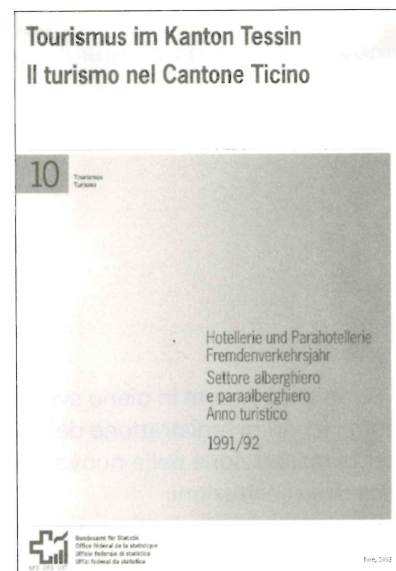 Tourismus im Kanton Tessin
Il turismo nel Cantone Ticino
10
Tourismus
Turismo
Hotellerie und Parahotellerie
Fremdenverkehrsjahr
Settore alberghiero
e paraalberghiero
Anno turistico
1991/92
Bundesamt für Statistik
Office fédéral de la statistique
Ufficio federale di statistica
Uffizi federal da statistica
Bern,